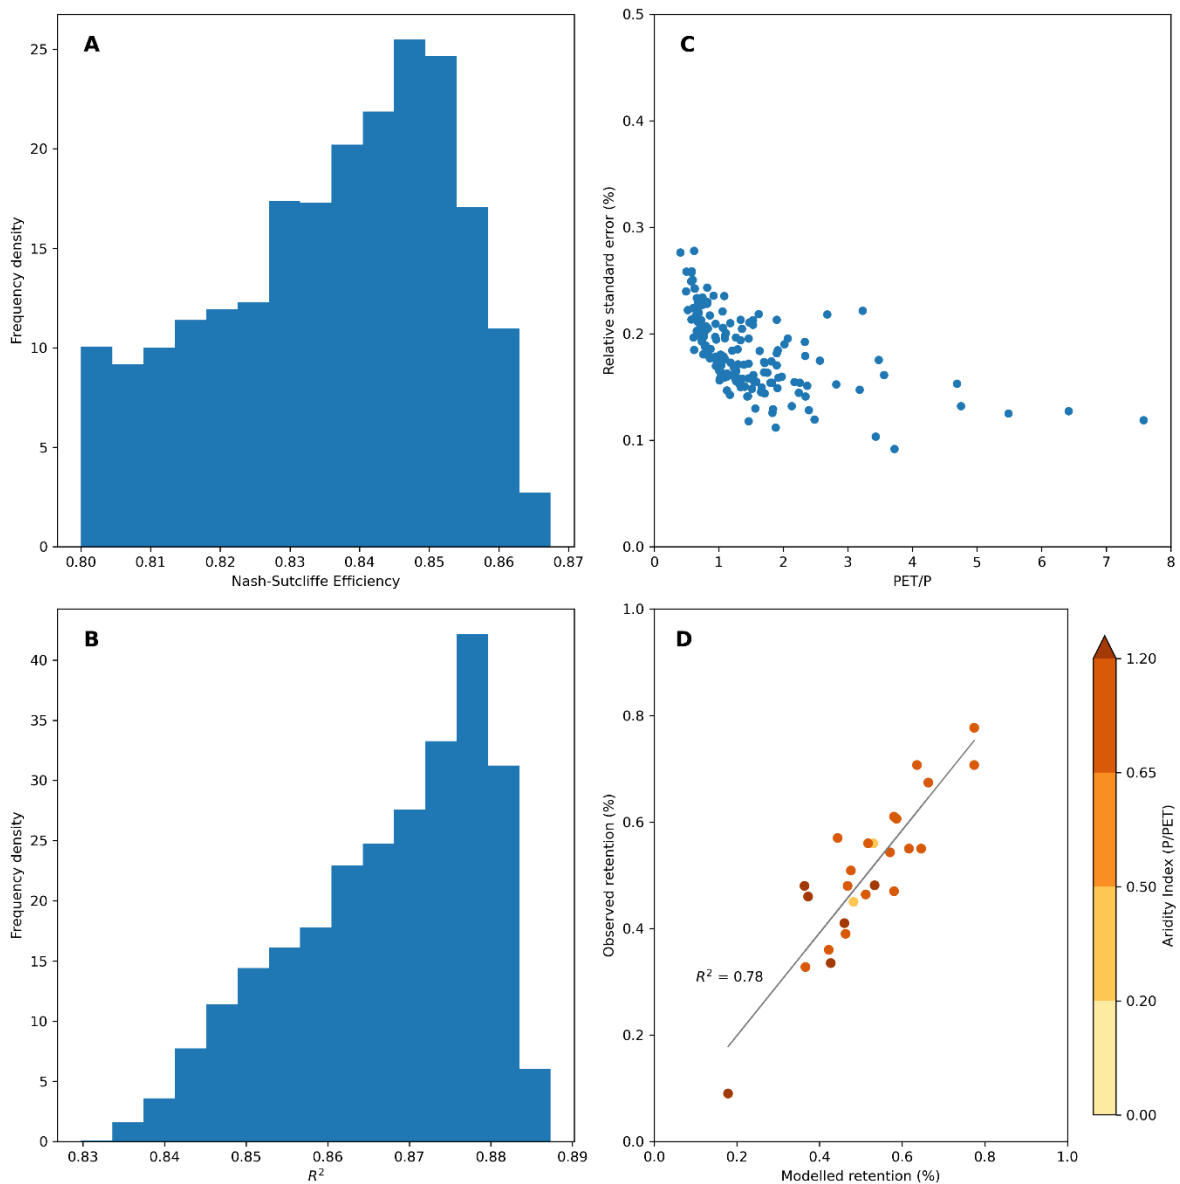 A
25
20
15
10
5
0
Frequency density
0.80 0.81 0.82 0.83 0.84 0.85 0.86 0.87
Nash-Sutcliffe Efficiency
C
0.5
0.4
0.3
0.2
0.1
0.0
Relative standard error (%)
0 1 2 3 4 5 6 7 8
PET/P
B
40
35
30
25
20
15
10
5
0
Frequency density
0.83 0.84 0.85 0.86 0.87 0.88 0.89
R²
D
1.0
0.8
0.6
0.4
0.2
0.0
Observed retention (%)
R² = 0.78
0.0 0.2 0.4 0.6 0.8 1.0
Modelled retention (%)
1.20
0.65
0.50
0.20
0.00
Aridity Index (P/PET)